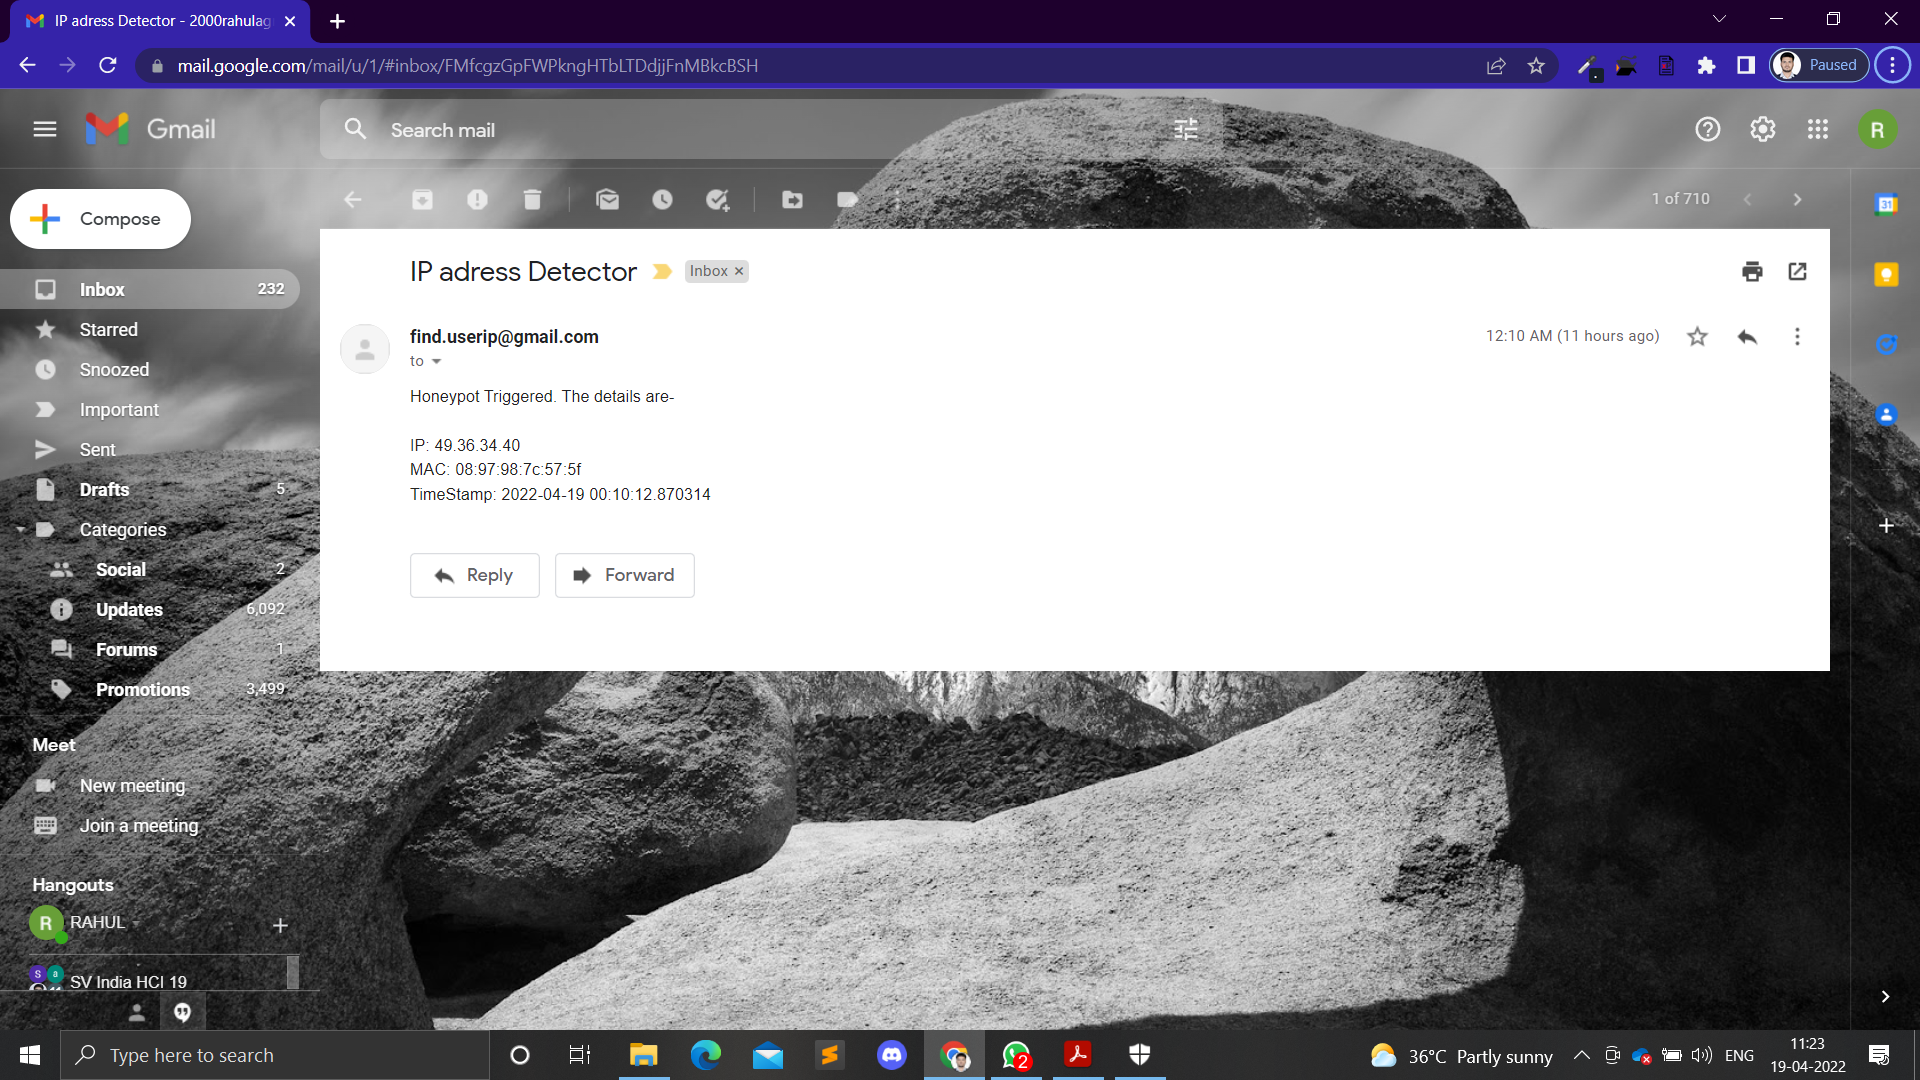 IP adress Detector - 2000rahulag
mail.google.com/mail/u/1/#inbox/FMfcgzGpFWPkngHTbLTDdjjFnMBkcBSH
Paused
Gmail
Search mail
R
Compose
1 of 710
31
Inbox 232
Starred
Snoozed
Important
Sent
Drafts 5
Categories
Social 2
Updates 6,092
Forums 1
Promotions 3,499
Meet
New meeting
Join a meeting
Hangouts
R RAHUL
S a SV India HCI 19
IP adress Detector Inbox
find.userip@gmail.com
12:10 AM (11 hours ago)
to
Honeypot Triggered. The details are-
IP: 49.36.34.40
MAC: 08:97:98:7c:57:5f
TimeStamp: 2022-04-19 00:10:12.870314
Reply Forward
Type here to search
2
36°C Partly sunny
ENG
11:23
19-04-2022